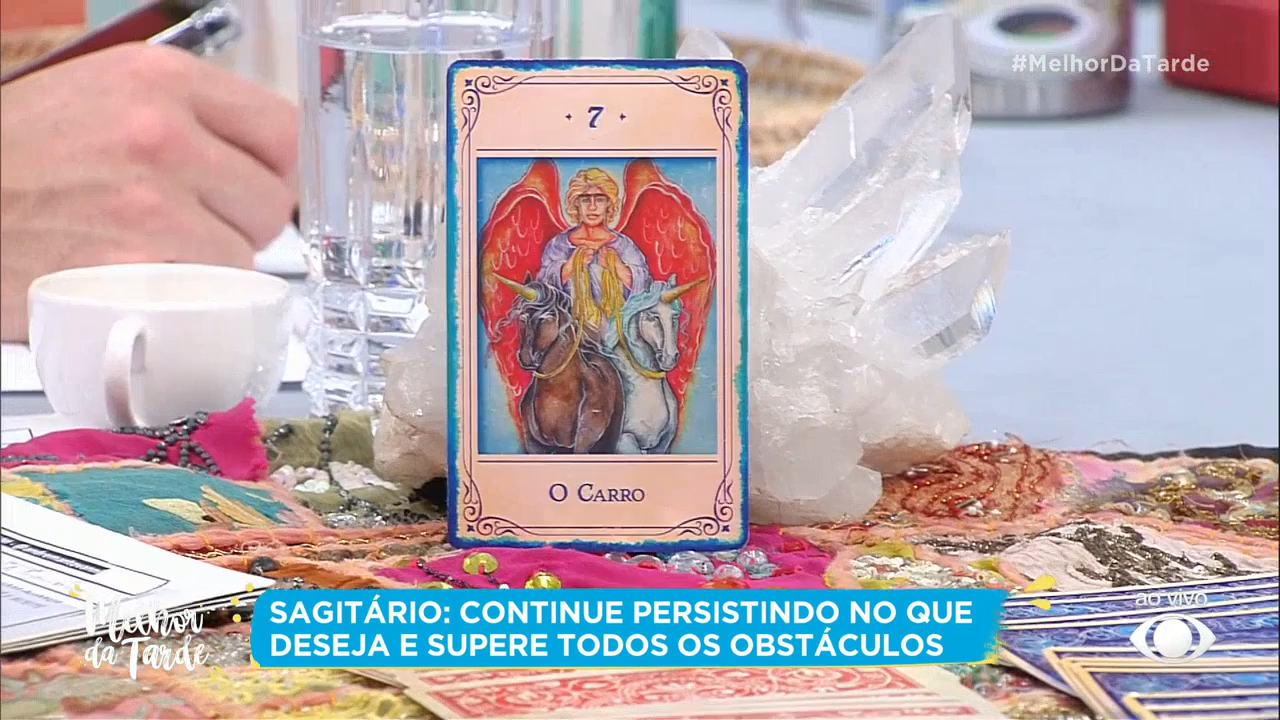 #MelhorDaTarde
7
O CARRO
SAGITÁRIO: CONTINUE PERSISTINDO NO QUE
DESEJA E SUPERE TODOS OS OBSTÁCULOS
Melhor
da Tarde
ao vivo